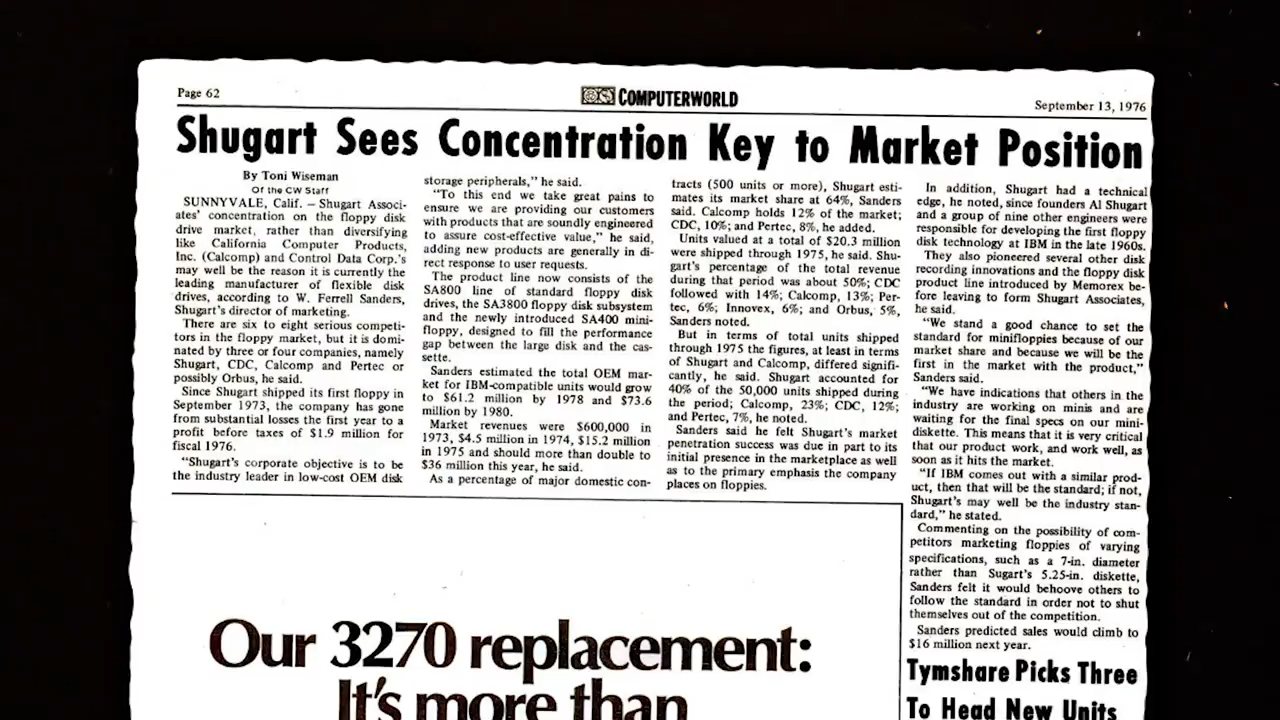 Page 62
COMPUTERWORLD
September 13, 1976
Shugart Sees Concentration Key to Market Position
By Toni Wiseman
Of the CW Staff
SUNNYVALE, Calif. – Shugart Associ-
ates' concentration on the floppy disk
drive market, rather than diversifying
like California Computer Products,
Inc. (Calcomp) and Control Data Corp.'s
may well be the reason it is currently the
leading manufacturer of flexible disk
drives, according to W. Ferrell Sanders,
Shugart's director of marketing.
There are six to eight serious competi-
tors in the floppy market, but it is domi-
nated by three or four companies, namely
Shugart, CDC, Calcomp and Pertec or
possibly Orbus, he said.
Since Shugart shipped its first floppy in
September 1973, the company has gone
from substantial losses the first year to a
profit before taxes of $1.9 million for
fiscal 1976.
"Shugart's corporate objective is to be
the industry leader in low-cost OEM disk
storage peripherals," he said.
"To this end we take great pains to
ensure we are providing our customers
with products that are soundly engineered
to assure cost-effective value," he said,
adding new products are generally in di-
rect response to user requests.
The product line now consists of the
SA800 line of standard floppy disk
drives, the SA3800 floppy disk subsystem
and the newly introduced SA400 mini-
floppy, designed to fill the performance
gap between the large disk and the cas-
sette.
Sanders estimated the total OEM mar-
ket for IBM-compatible units would grow
to $61.2 million by 1978 and $73.6
million by 1980.
Market revenues were $600,000 in
1973, $4.5 million in 1974, $15.2 million
in 1975 and should more than double to
$36 million this year, he said.
As a percentage of major domestic con-
tracts (500 units or more), Shugart esti-
mates its market share at 64%, Sanders
said. Calcomp holds 12% of the market;
CDC, 10%; and Pertec, 8%, he added.
Units valued at a total of $20.3 million
were shipped through 1975, he said. Shu-
gart's percentage of the total revenue
during that period was about 50%; CDC
followed with 14%; Calcomp, 13%; Per-
tec, 6%; Innovex, 6%; and Orbus, 5%,
Sanders noted.
But in terms of total units shipped
through 1975 the figures, at least in terms
of Shugart and Calcomp, differed signifi-
cantly, he said. Shugart accounted for
40% of the 50,000 units shipped during
the period; Calcomp, 23%; CDC, 12%;
and Pertec, 7%, he noted.
Sanders said he felt Shugart's market
penetration success was due in part to its
initial presence in the marketplace as well
as to the primary emphasis the company
places on floppies.
In addition, Shugart had a technical
edge, he noted, since founders Al Shugart
and a group of nine other engineers were
responsible for developing the first floppy
disk technology at IBM in the late 1960s.
They also pioneered several other disk
recording innovations and the floppy disk
product line introduced by Memorex be-
fore leaving to form Shugart Associates,
he said.
"We stand a good chance to set the
standard for minifloppies because of our
market share and because we will be the
first in the market with the product,"
Sanders said.
"We have indications that others in the
industry are working on minis and are
waiting for the final specs on our mini-
diskette. This means that it is very critical
that our product work, and work well, as
soon as it hits the market.
"If IBM comes out with a similar prod-
uct, then that will be the standard; if not,
Shugart's may well be the industry stan-
dard," he stated.
Commenting on the possibility of com-
petitors marketing floppies of varying
specifications, such as a 7-in. diameter
rather than Sugart's 5.25-in. diskette,
Sanders felt it would behoove others to
follow the standard in order not to shut
themselves out of the competition.
Sanders predicted sales would climb to
$16 million next year.
Our 3270 replacement:
It's more than
Tymshare Picks Three
To Head New Units